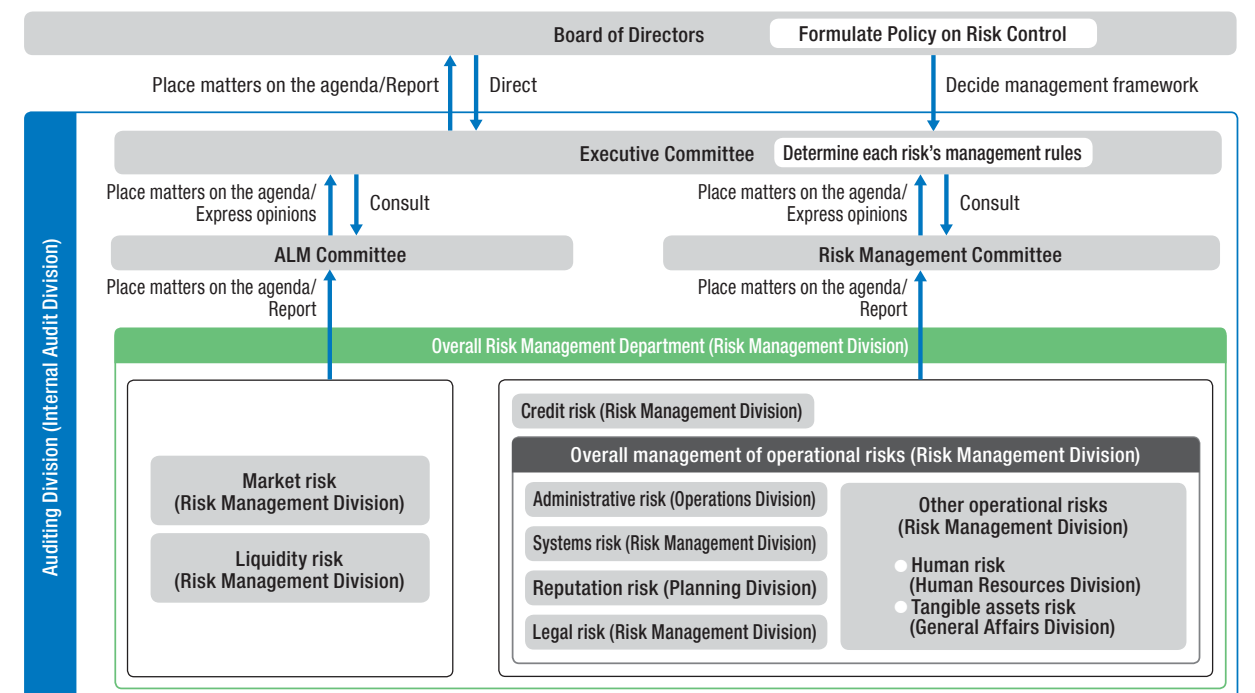 Board of Directors
Formulate Policy on Risk Control
Place matters on the agenda/Report
Direct
Decide management framework
Auditing Division (Internal Audit Division)
Executive Committee
Determine each risk's management rules
Place matters on the agenda/
Express opinions
Consult
Place matters on the agenda/
Express opinions
Consult
ALM Committee
Risk Management Committee
Place matters on the agenda/
Report
Place matters on the agenda/
Report
Overall Risk Management Department (Risk Management Division)
Market risk
(Risk Management Division)
Liquidity risk
(Risk Management Division)
Credit risk (Risk Management Division)
Overall management of operational risks (Risk Management Division)
Administrative risk (Operations Division)
Systems risk (Risk Management Division)
Reputation risk (Planning Division)
Legal risk (Risk Management Division)
Other operational risks
(Risk Management Division)
Human risk
(Human Resources Division)
Tangible assets risk
(General Affairs Division)